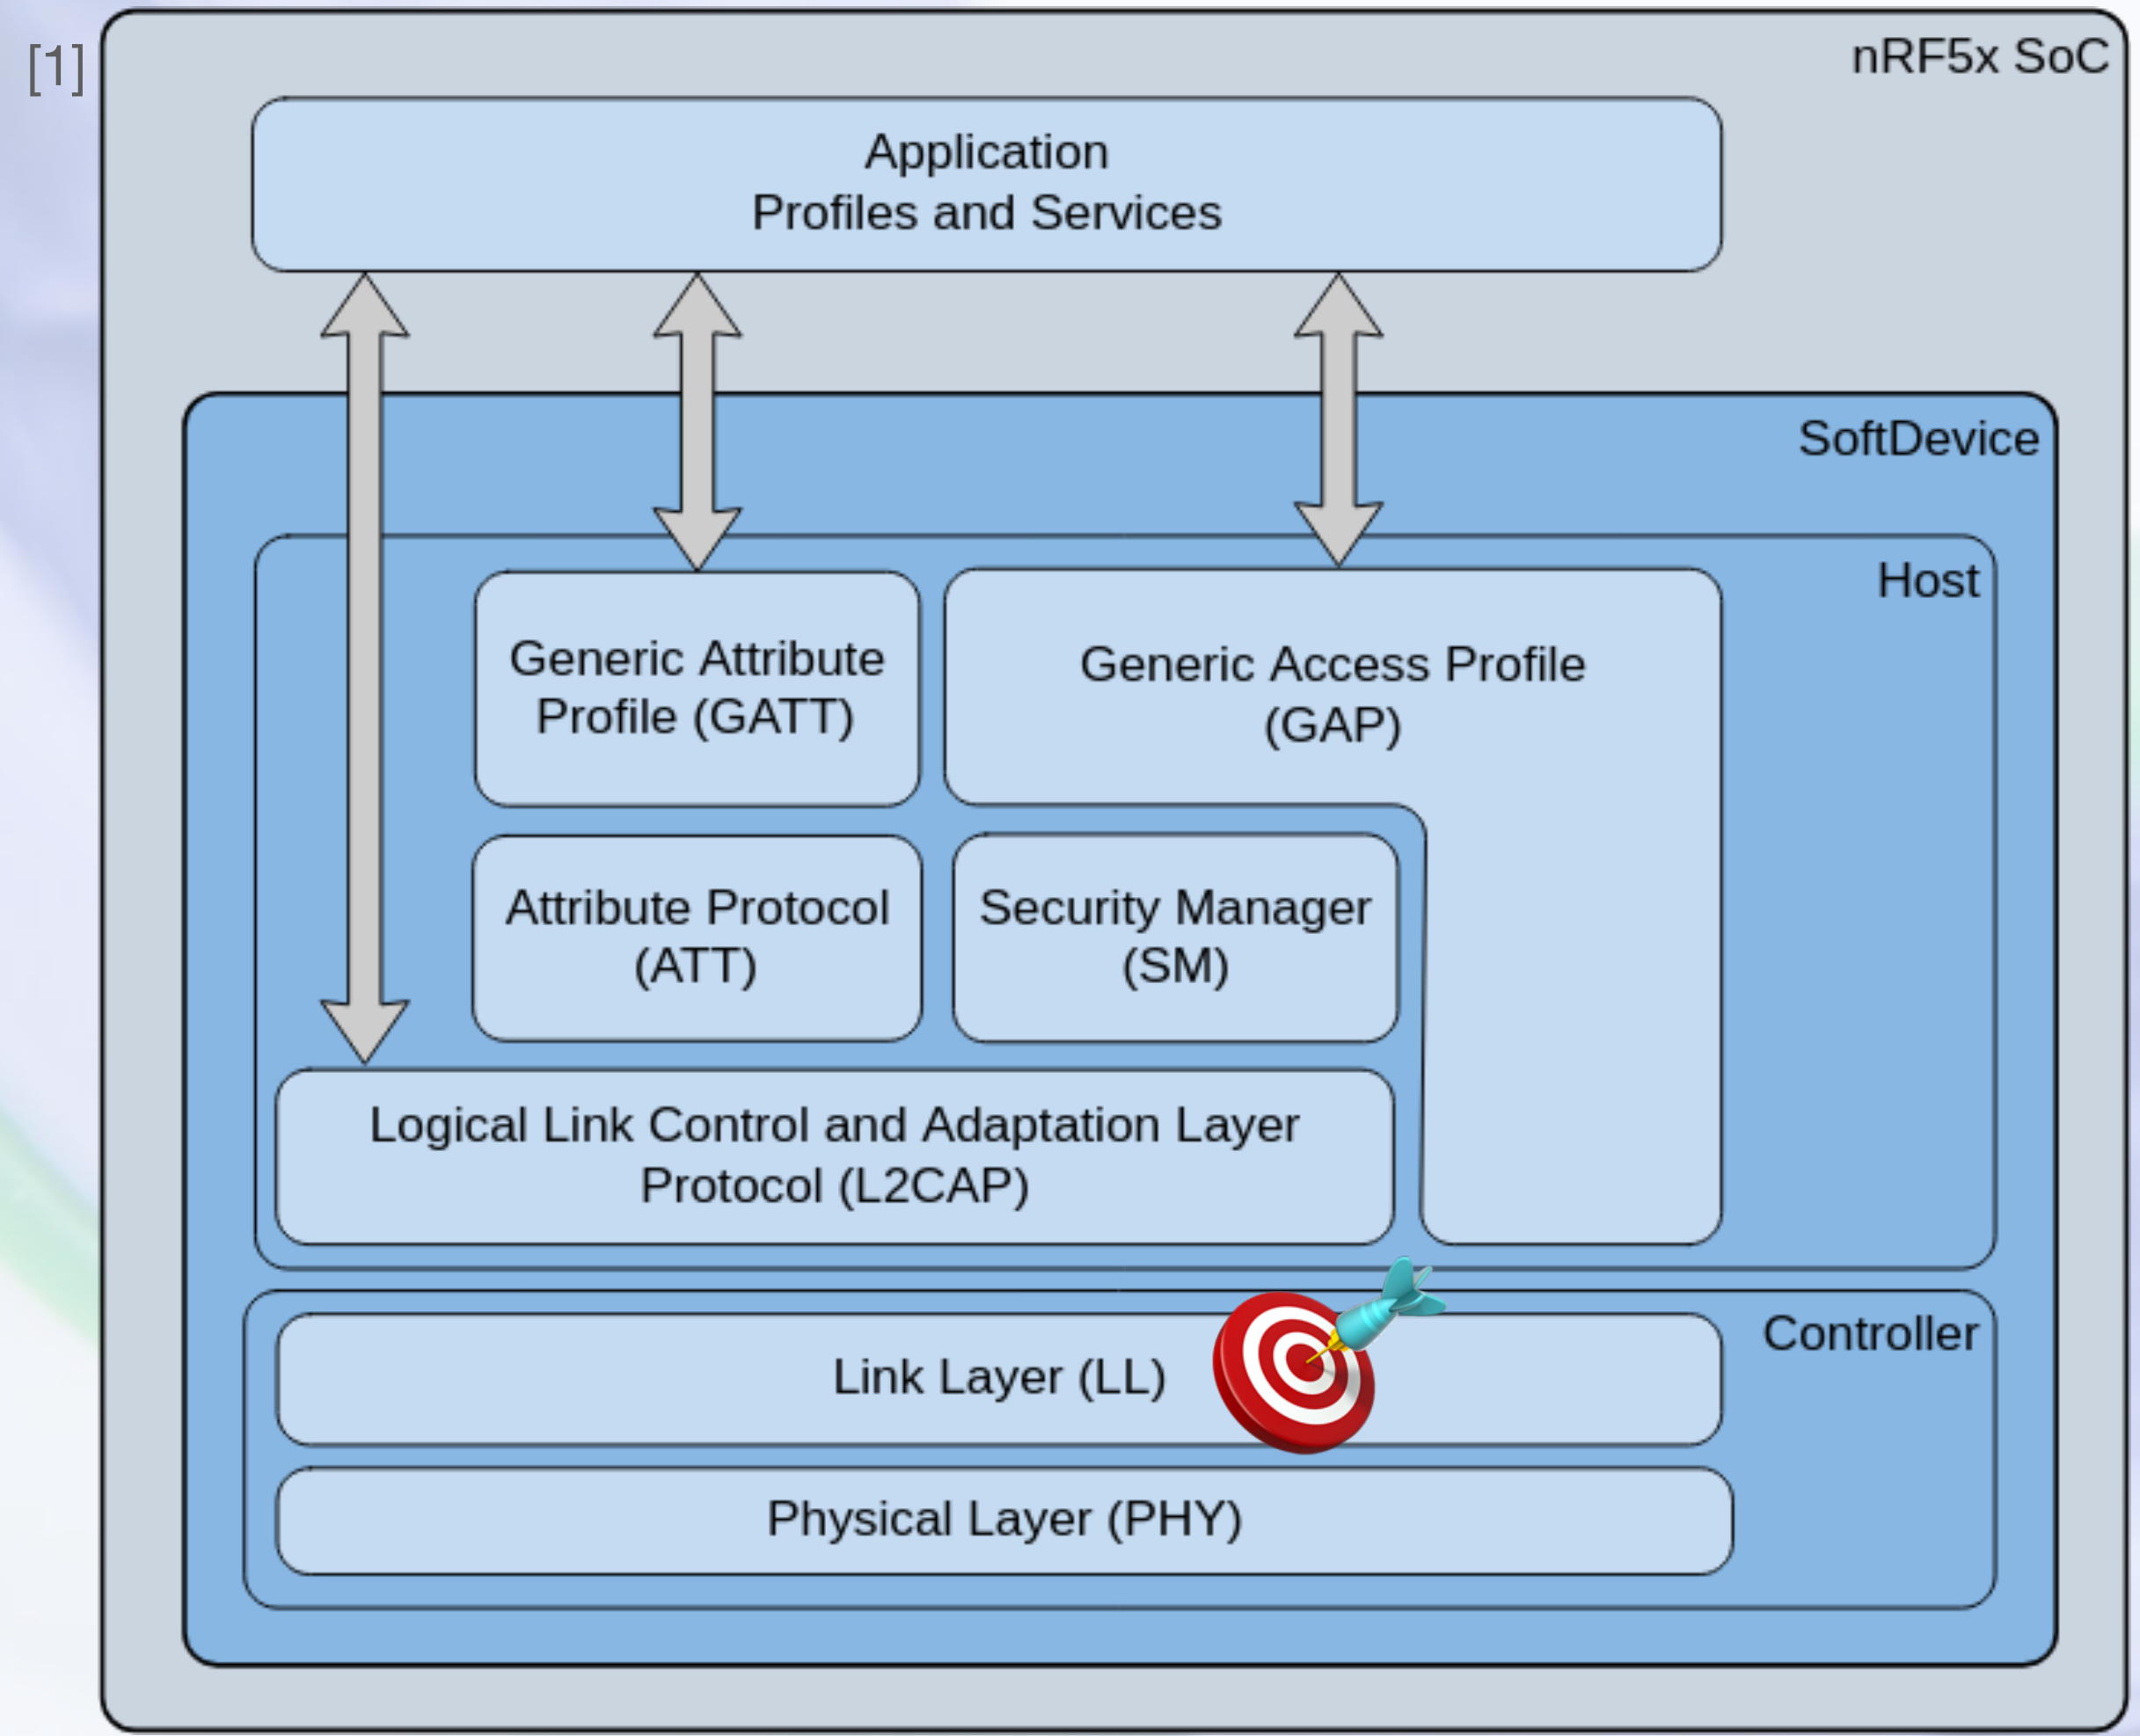 [1]
nRF5x SoC
Application
Profiles and Services
SoftDevice
Host
Generic Attribute
Profile (GATT)
Generic Access Profile
(GAP)
Attribute Protocol
(ATT)
Security Manager
(SM)
Logical Link Control and Adaptation Layer
Protocol (L2CAP)
Controller
Link Layer (LL)
Physical Layer (PHY)